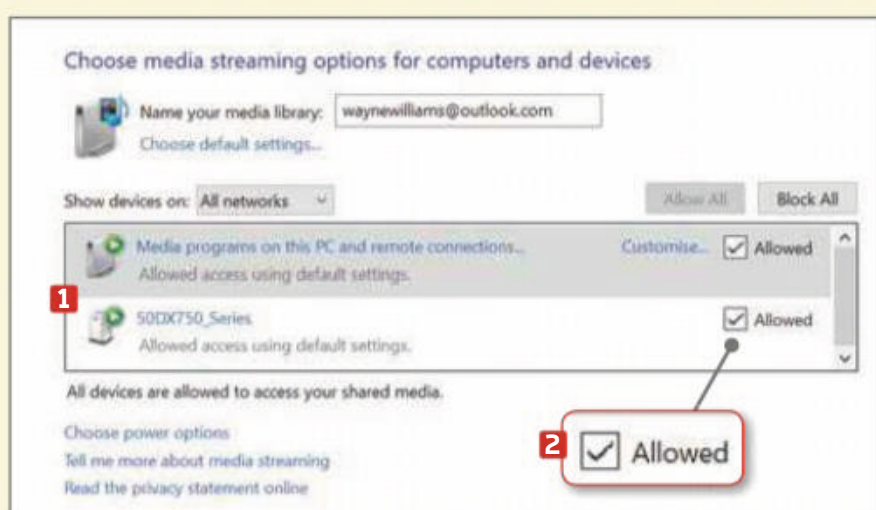 Choose media streaming options for computers and devices
Name your media library: waynewilliams@outlook.com
Choose default settings...
Show devices on: All networks
Allow All
Block All
Media programs on this PC and remote connections... Customise... Allowed
Allowed access using default settings.
1
50DX750_Series Allowed
Allowed access using default settings.
All devices are allowed to access your shared media.
Choose power options
2 Allowed
Tell me more about media streaming
Read the privacy statement online